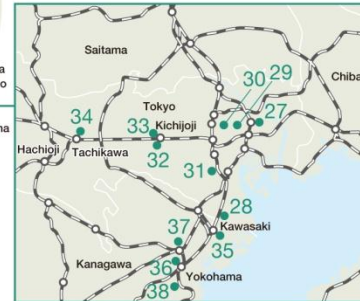 Saitama
Chiba
30
29
27
Tokyo
34
33
Kichijoji
Hachioji
Tachikawa
32
31
28
Kawasaki
35
37
Kanagawa
36
Yokohama
38